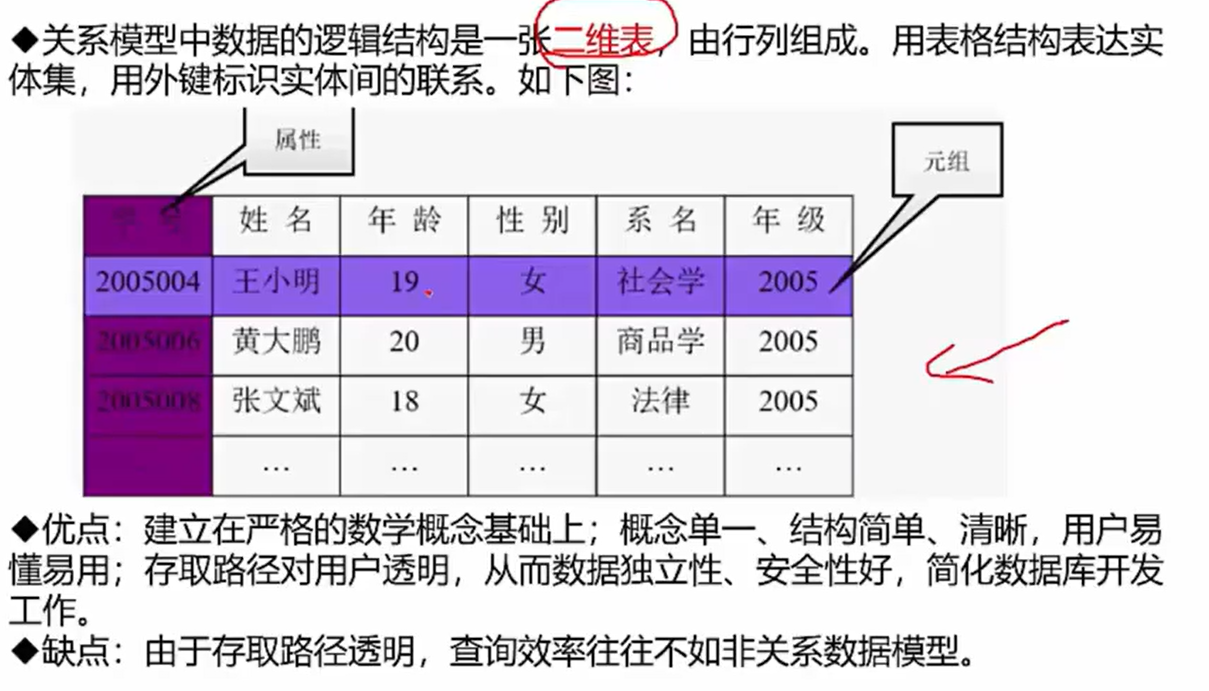 ◆关系模型中数据的逻辑结构是一张二维表，由行列组成。用表格结构表达实
体集，用外键标识实体间的联系。如下图：
属性
元组
学 号 姓 名 年 龄 性 别 系 名 年 级
2005004 王小明 19 女 社会学 2005
2005006 黄大鹏 20 男 商品学 2005
2005008 张文斌 18 女 法律 2005
… … … … …
◆优点：建立在严格的数学概念基础上；概念单一、结构简单、清晰，用户易
懂易用；存取路径对用户透明，从而数据独立性、安全性好，简化数据库开发
工作。
◆缺点：由于存取路径透明，查询效率往往不如非关系数据模型。